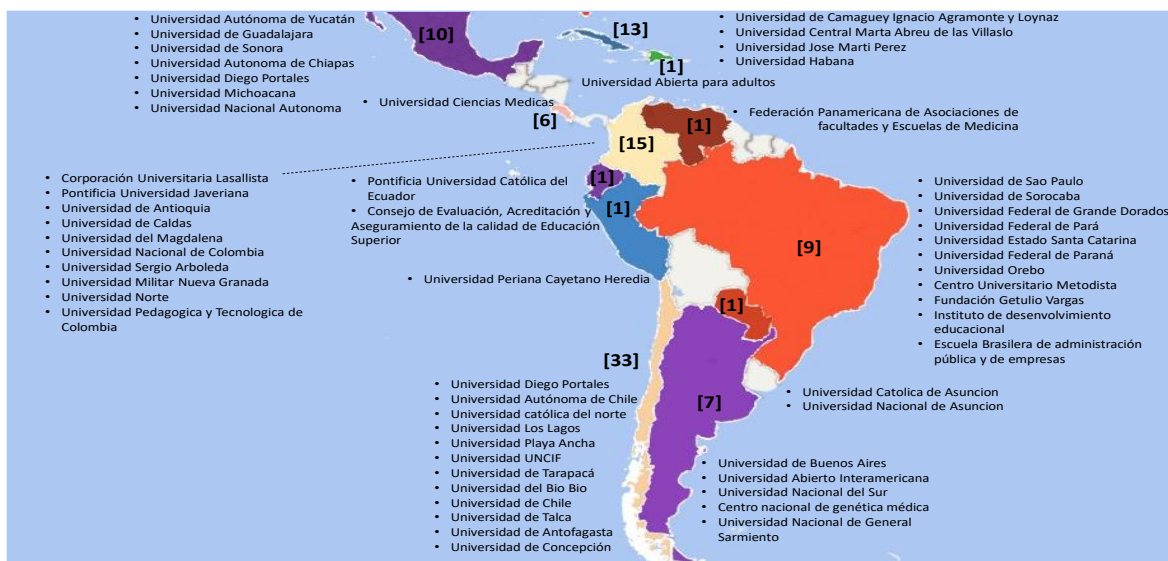 • Universidad Autónoma de Yucatán
• Universidad de Guadalajara
• Universidad de Sonora
• Universidad Autonoma de Chiapas
• Universidad Diego Portales
• Universidad Michoacana
• Universidad Nacional Autonoma
[10]
[13]
• Universidad de Camaguey Ignacio Agramonte y Loynaz
• Universidad Central Marta Abreu de las Villaslo
• Universidad Jose Marti Perez
• Universidad Habana
[1]
Universidad Abierta para adultos
• Universidad Ciencias Medicas
[6]
• Federación Panamericana de Asociaciones de
facultades y Escuelas de Medicina
[1]
[15]
• Corporación Universitaria Lasallista
• Pontificia Universidad Javeriana
• Universidad de Antioquia
• Universidad de Caldas
• Universidad del Magdalena
• Universidad Nacional de Colombia
• Universidad Sergio Arboleda
• Universidad Militar Nueva Granada
• Universidad Norte
• Universidad Pedagogica y Tecnologica de
Colombia
• Pontificia Universidad Católica del
Ecuador
• Consejo de Evaluación, Acreditación y
Aseguramiento de la calidad de Educación
Superior
[1]
[1]
• Universidad Periana Cayetano Heredia
[9]
• Universidad de Sao Paulo
• Universidad de Sorocaba
• Universidad Federal de Grande Dorados
• Universidad Federal de Pará
• Universidad Estado Santa Catarina
• Universidad Federal de Paraná
• Universidad Orebo
• Centro Universitario Metodista
• Fundación Getulio Vargas
• Instituto de desenvolvimiento
educacional
• Escuela Brasilera de administración
pública y de empresas
[1]
• Universidad Catolica de Asuncion
• Universidad Nacional de Asuncion
[33]
• Universidad Diego Portales
• Universidad Autónoma de Chile
• Universidad católica del norte
• Universidad Los Lagos
• Universidad Playa Ancha
• Universidad UNCIF
• Universidad de Tarapacá
• Universidad del Bio Bio
• Universidad de Chile
• Universidad de Talca
• Universidad de Antofagasta
• Universidad de Concepción
[7]
• Universidad de Buenos Aires
• Universidad Abierto Interamericana
• Universidad Nacional del Sur
• Centro nacional de genética médica
• Universidad Nacional de General
Sarmiento